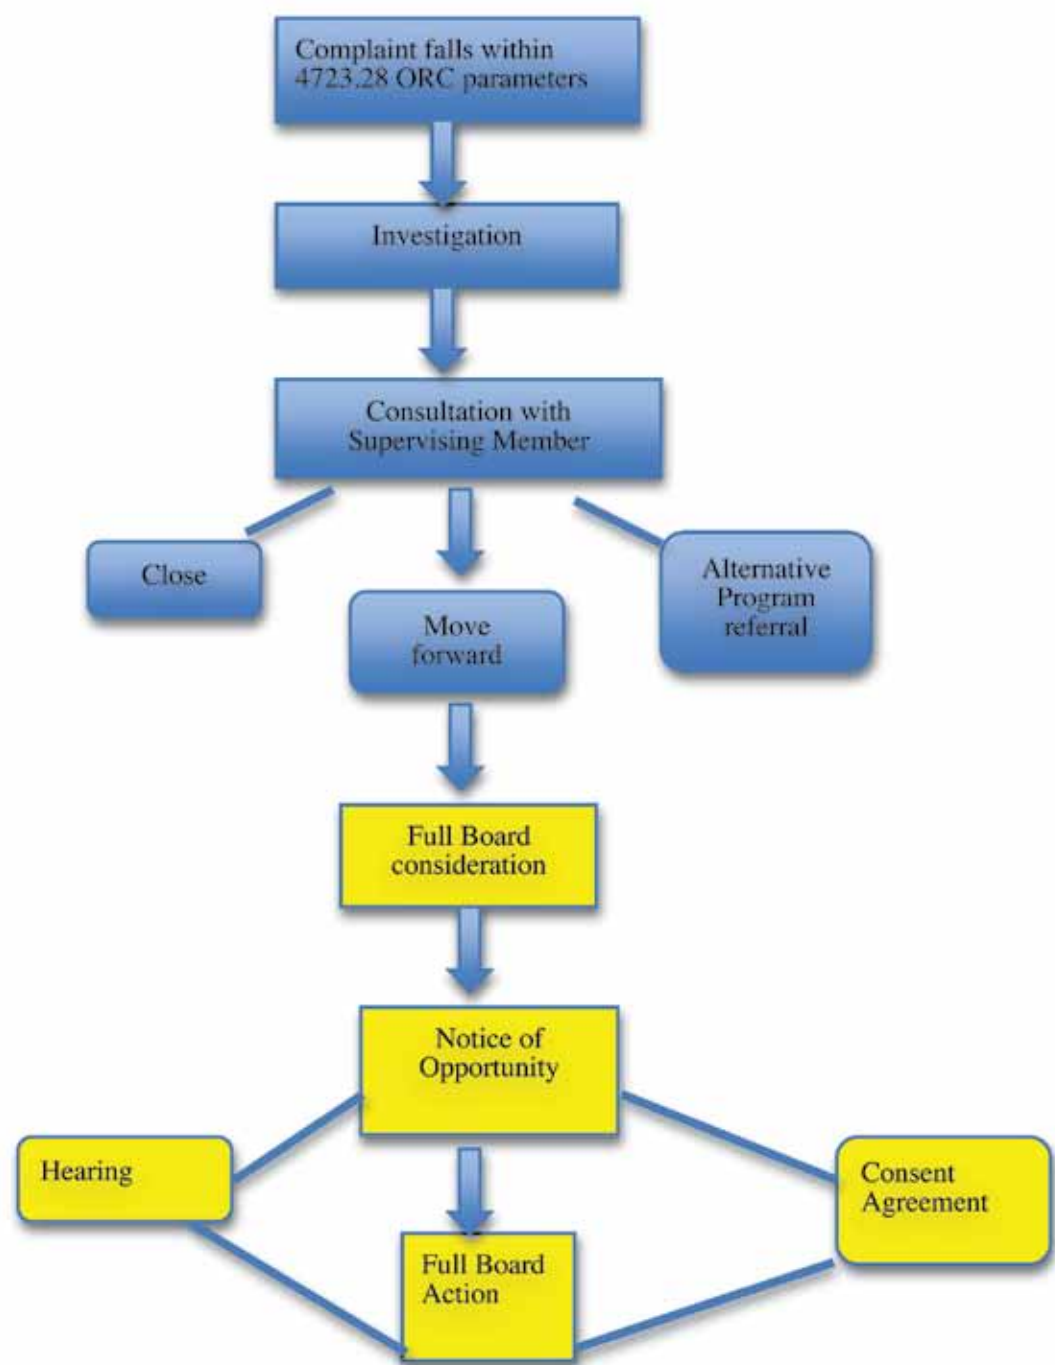 Complaint falls within
4723.28 ORC parameters
Investigation
Consultation with
Supervising Member
Close
Move
forward
Alternative
Program
referral
Full Board
consideration
Notice of
Opportunity
Hearing
Consent
Agreement
Full Board
Action